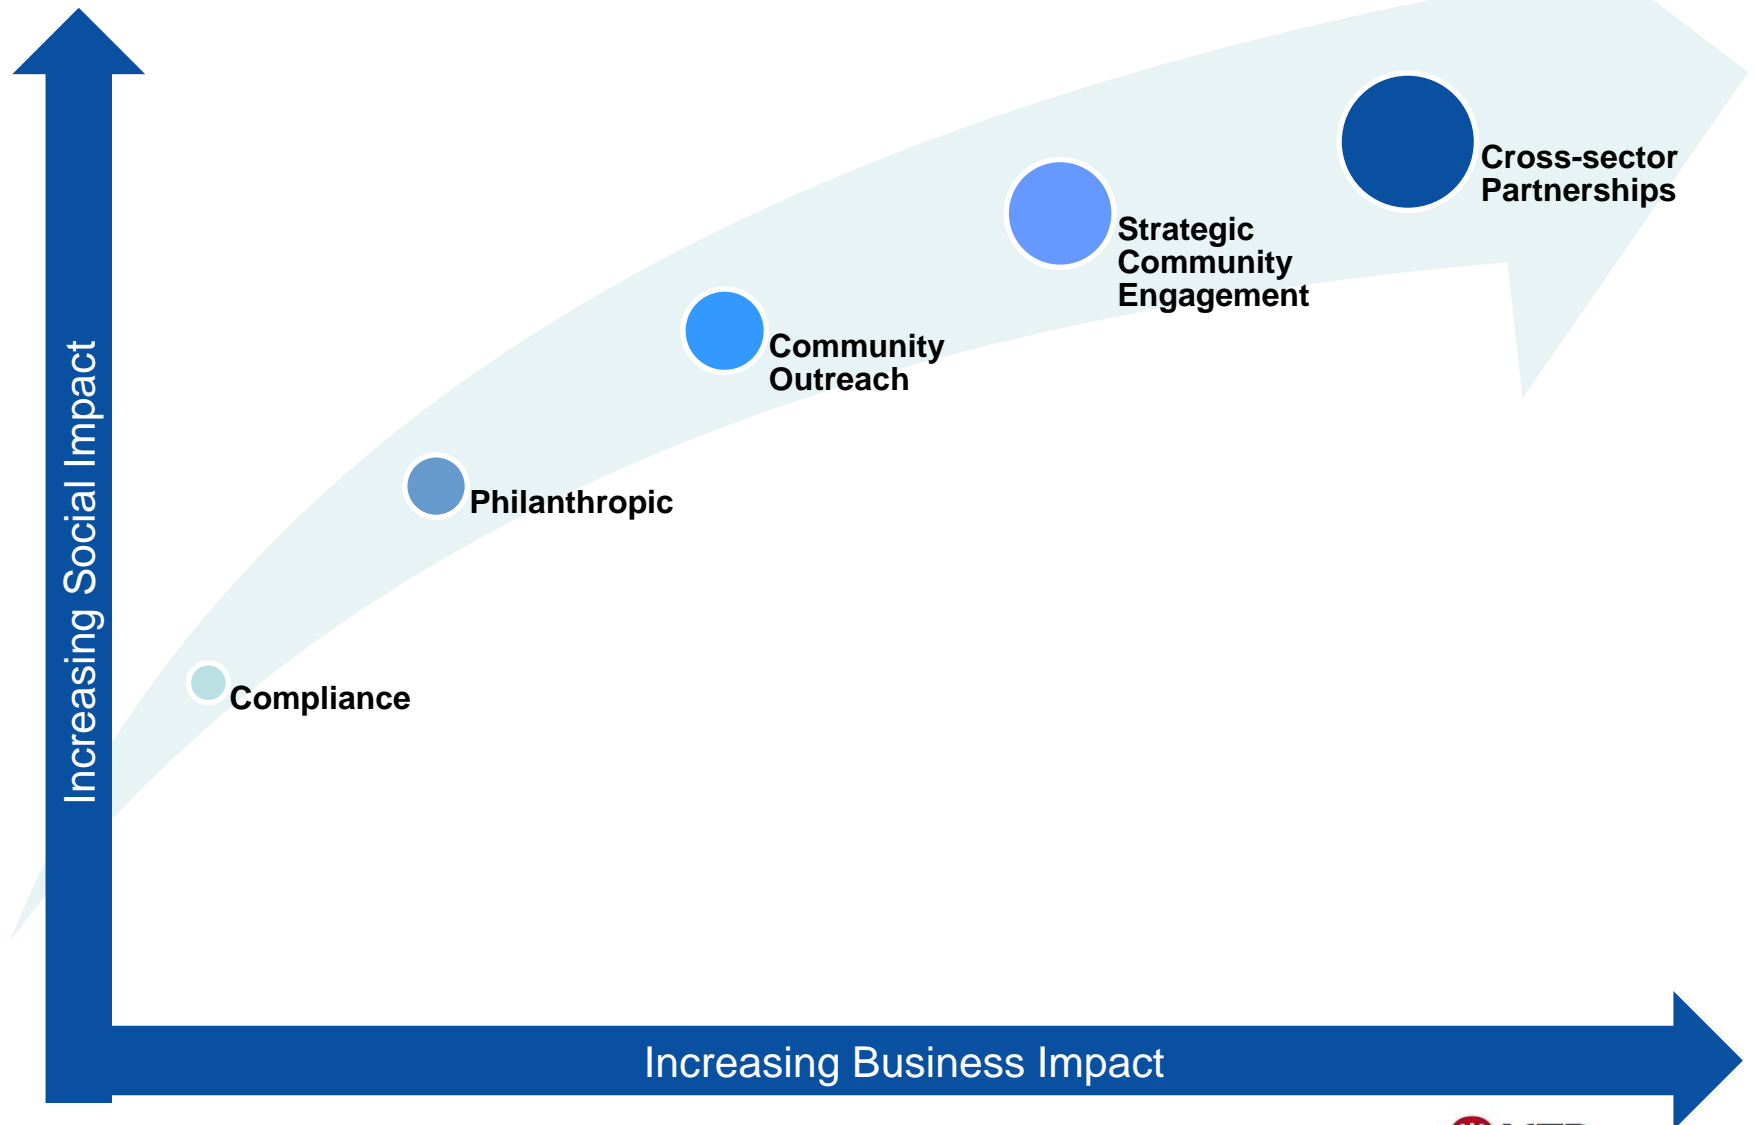 Increasing Social Impact
Cross-sector
Partnerships
Strategic
Community
Engagement
Community
Outreach
Philanthropic
Compliance
Increasing Business Impact